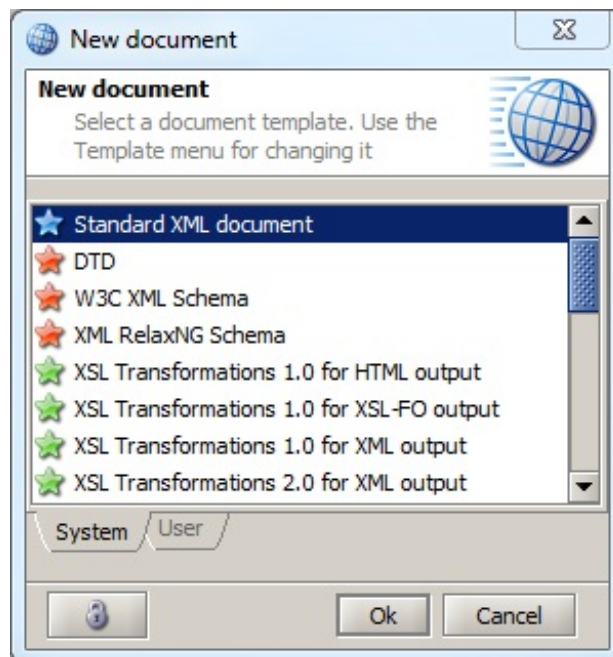 New document
New document
Select a document template. Use the
Template menu for changing it
Standard XML document
DTD
W3C XML Schema
XML RelaxNG Schema
XSL Transformations 1.0 for HTML output
XSL Transformations 1.0 for XSL-FO output
XSL Transformations 1.0 for XML output
XSL Transformations 2.0 for XML output
System User
Ok Cancel